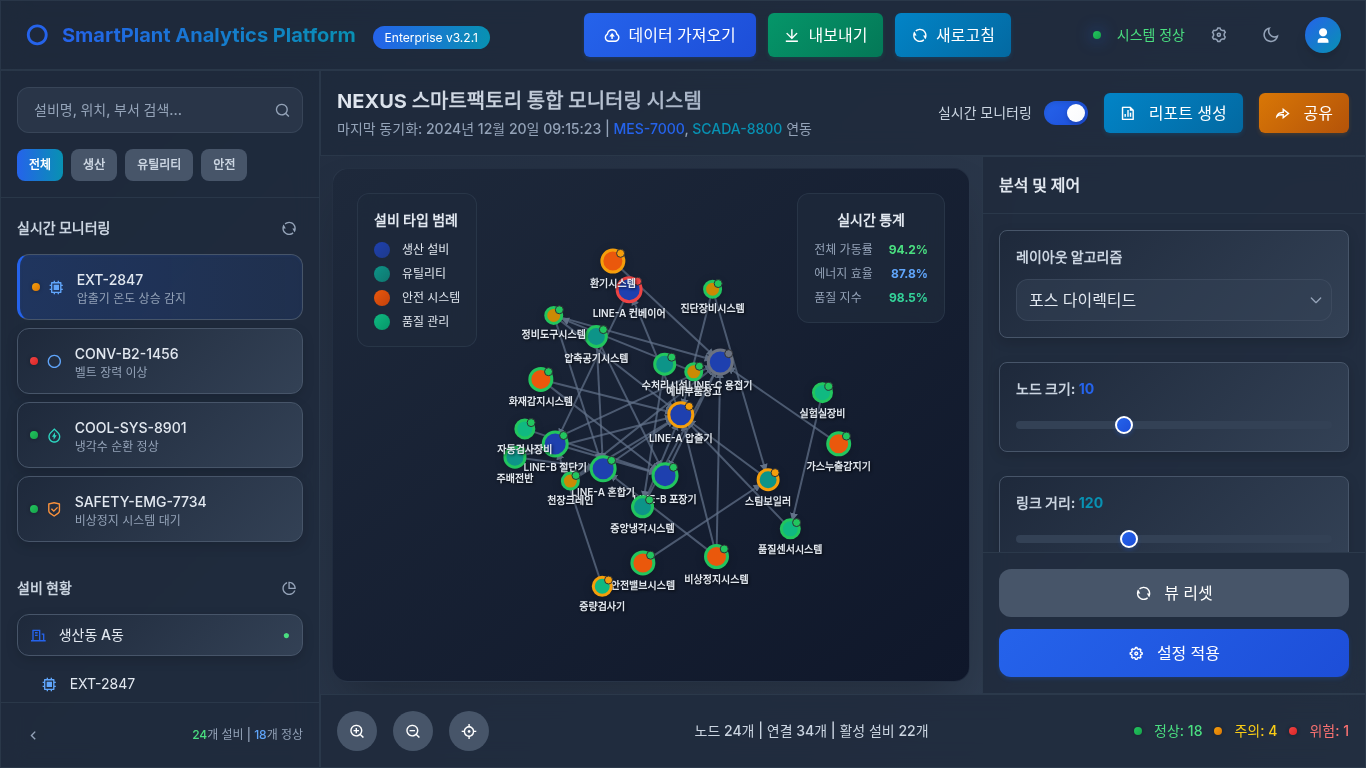 SmartPlant Analytics Platform
Enterprise v3.2.1
데이터 가져오기
내보내기
새로고침
시스템 정상
설비명, 위치, 부서 검색...
전체
생산
유틸리티
안전
실시간 모니터링
EXT-2847
압출기 온도 상승 감지
CONV-B2-1456
벨트 장력 이상
COOL-SYS-8901
냉각수 순환 정상
SAFETY-EMG-7734
비상정지 시스템 대기
설비 현황
생산동 A동
EXT-2847
24개 설비 | 18개 정상
NEXUS 스마트팩토리 통합 모니터링 시스템
마지막 동기화: 2024년 12월 20일 09:15:23 | MES-7000, SCADA-8800 연동
실시간 모니터링
리포트 생성
공유
설비 타입 범례
생산 설비
유틸리티
안전 시스템
품질 관리
실시간 통계
전체 가동률 94.2%
에너지 효율 87.8%
품질 지수 98.5%
환기시스템
LINE-A 컨베이어
진단장비시스템
정비도구시스템
압축공기시스템
수처리시설
LINE-C 용접기
예비부품창고
화재감지시스템
실험실장비
LINE-A 압출기
자동검사장비
가스누출감지기
LINE-B 절단기
주배전반
LINE-A 혼합기
천장크레인
E-B 포장기
스팀보일러
중앙냉각시스템
품질센서시스템
비상정지시스템
안전밸브시스템
중량검사기
분석 및 제어
레이아웃 알고리즘
포스 다이렉티드
노드 크기: 10
링크 거리: 120
뷰 리셋
설정 적용
노드 24개 | 연결 34개 | 활성 설비 22개
정상: 18
주의: 4
위험: 1